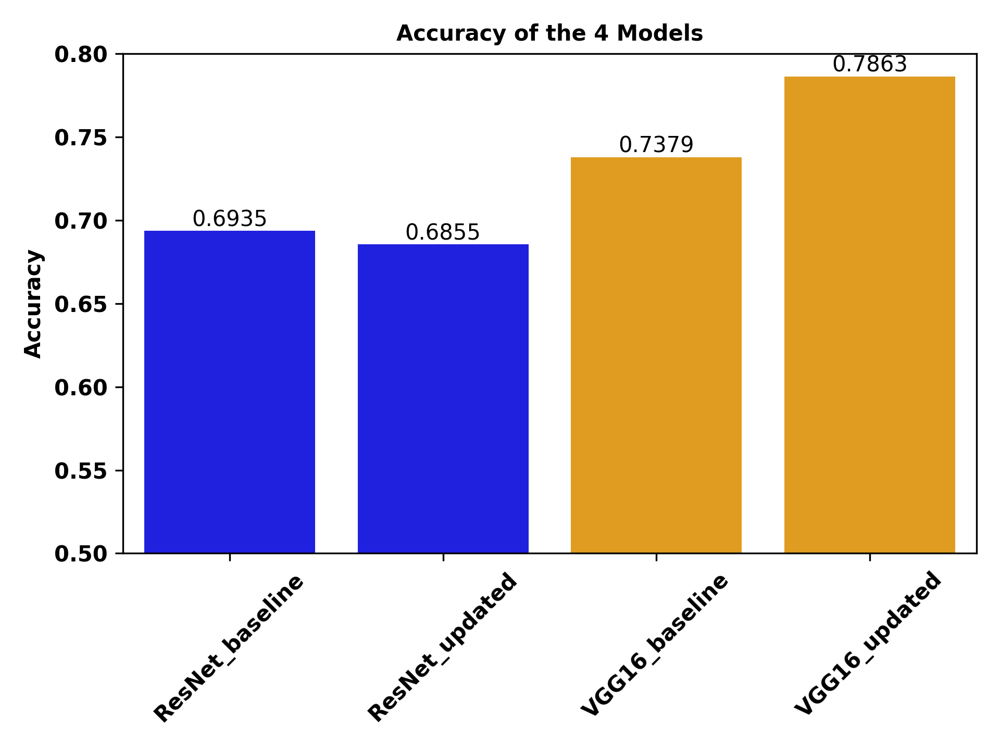 Accuracy of the 4 Models
0.80
0.75
0.70
0.65
0.60
0.55
0.50
Accuracy
0.6935
0.6855
0.7379
0.7863
ResNet_baseline
ResNet_updated
VGG16_baseline
VGG16_updated